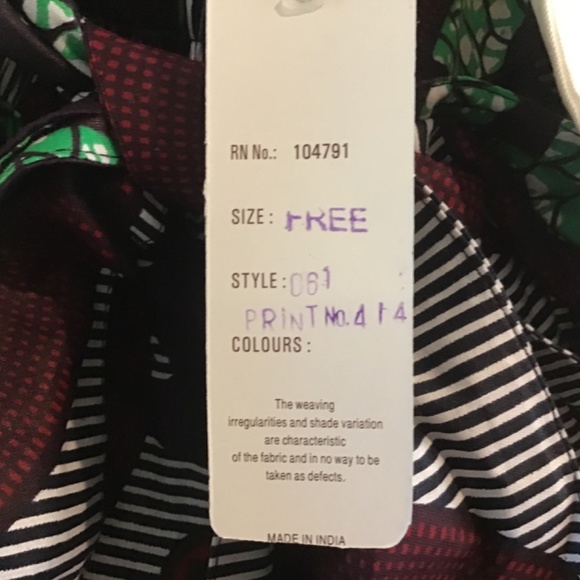 RN No.: 104791
SIZE: FREE
STYLE: 061
PRINT No. 414
COLOURS:
The weaving
irregularities and shade variation
are characteristic
of the fabric and in no way to be
taken as defects.
MADE IN INDIA